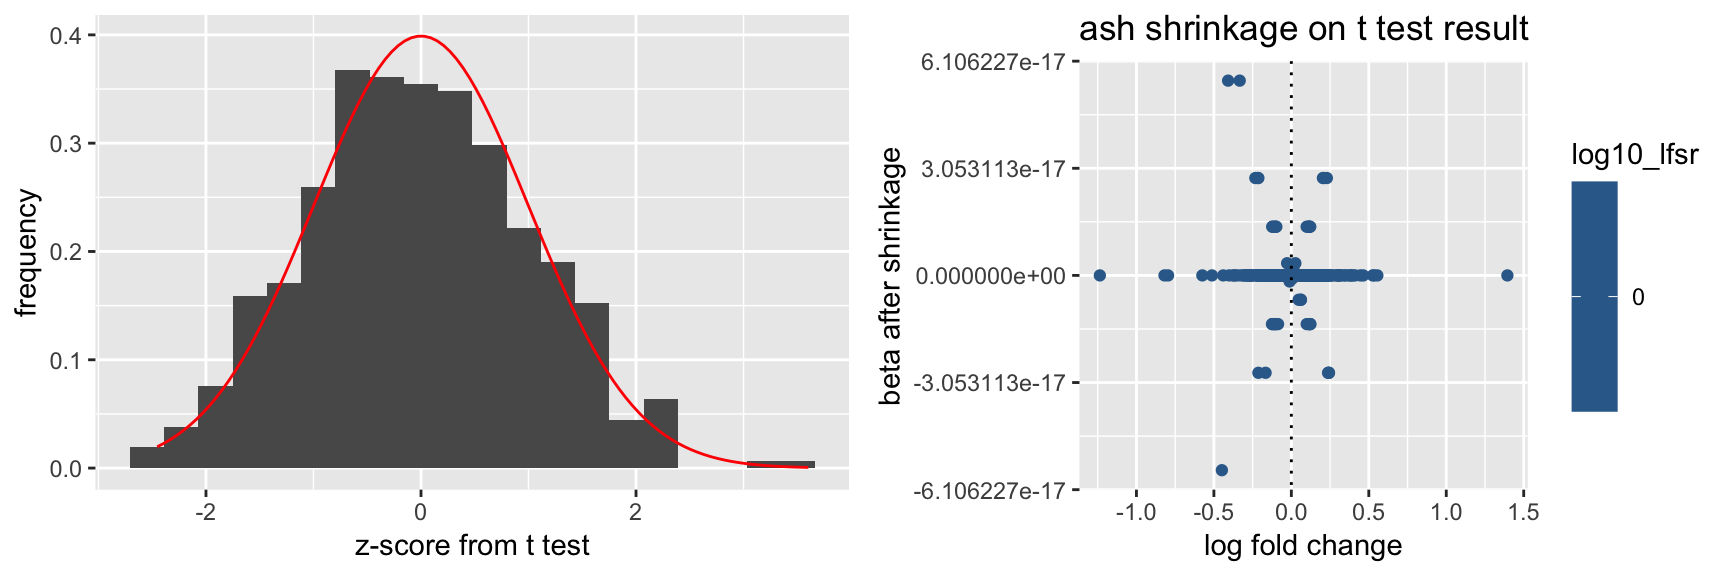 0.4
0.3
0.2
0.1
0.0
-2
0
2
z-score from t test
frequency
ash shrinkage on t test result
6.106227e-17
3.053113e-17
0.000000e+00
-3.053113e-17
-6.106227e-17
-1.0
-0.5
0.0
0.5
1.0
1.5
log fold change
beta after shrinkage
log10_lfsr
0